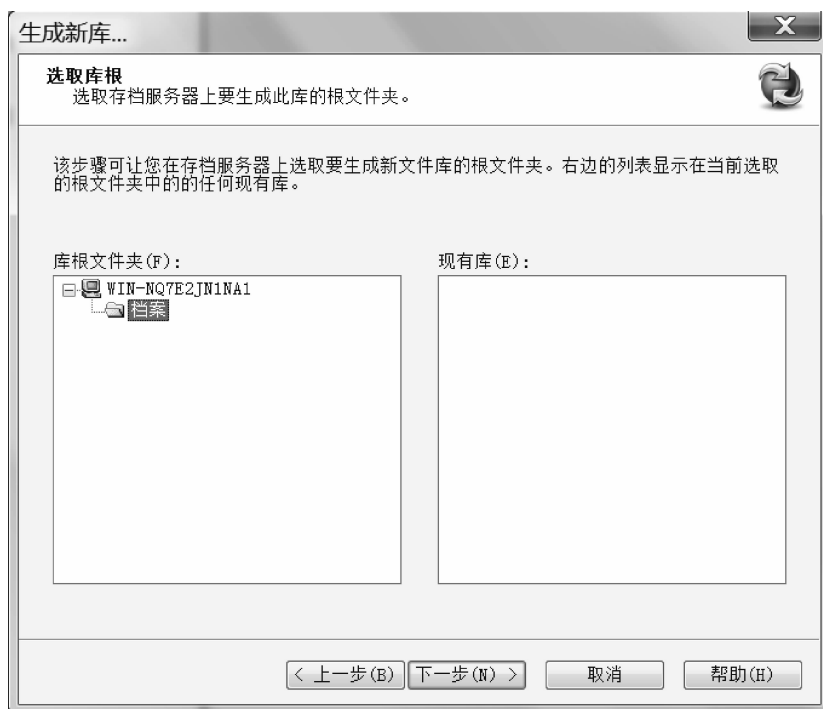 生成新库...
选取库根
选取存档服务器上要生成此库的根文件夹。
该步骤可让您在存档服务器上选取要生成新文件库的根文件夹。右边的列表显示在当前选取
的根文件夹中的的任何现有库。
库根文件夹(F):
现有库(E):
WIN-NQ7E2JN1NA1
档案
< 上一步(B)
下一步(N) >
取消
帮助(H)